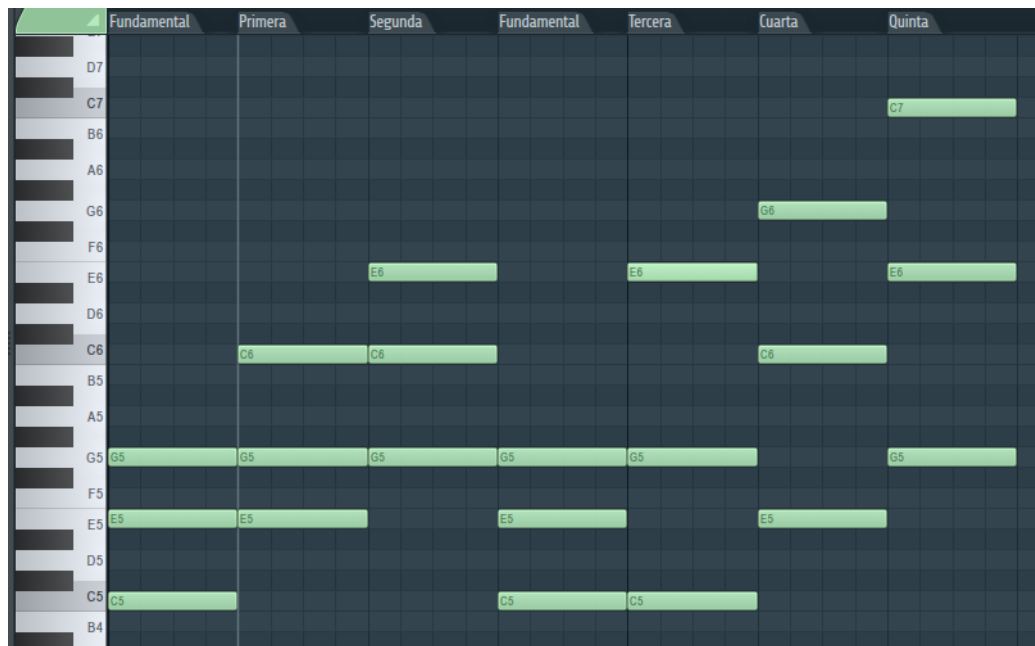 Fundamental Primera Segunda Fundamental Tercera Cuarta Quinta
D7
C7 C7
B6
A6
G6 G6
F6
E6 E6 E6 E6
D6
C6 C6 C6 C6
B5
A5
G5 G5 G5 G5 G5 G5 G5
F5
E5 E5 E5 E5 E5
D5
C5 C5 C5 C5
B4